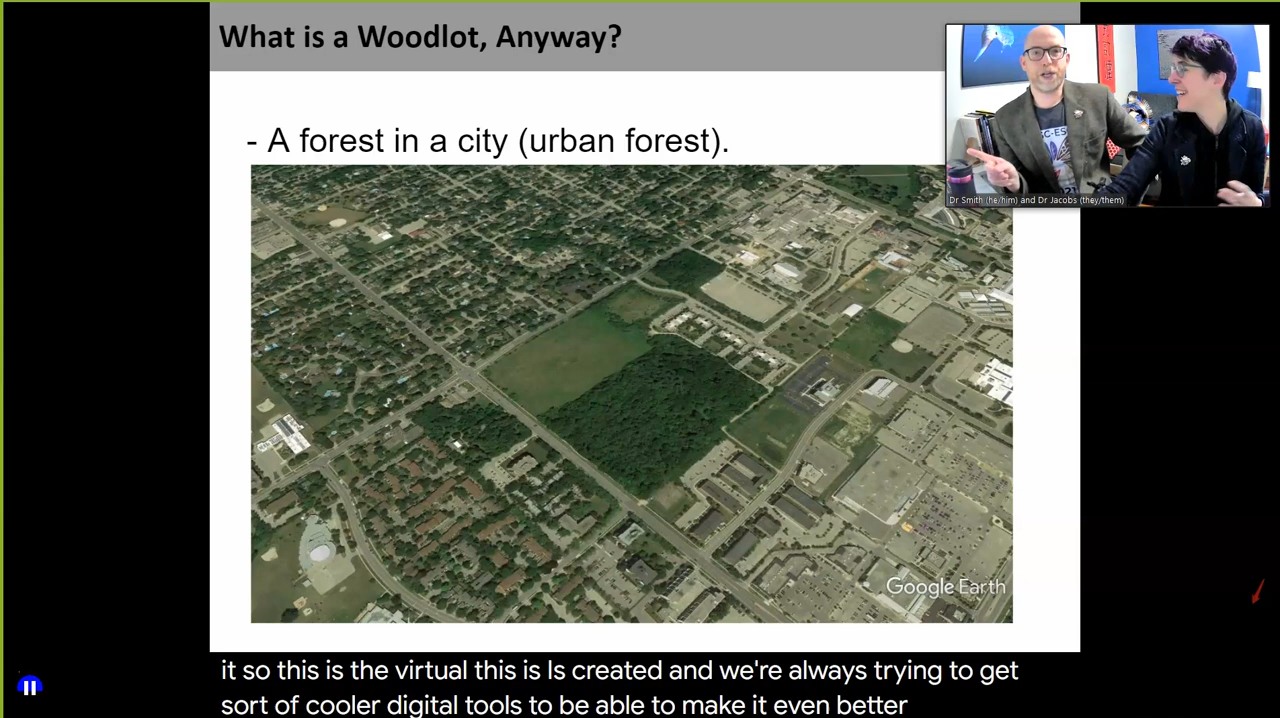 What is a Woodlot, Anyway?
- A forest in a city (urban forest).
Dr Smith (he/him) and Dr Jacobs (they/them)
Google Earth
it so this is the virtual this is ls created and we're always trying to get
sort of cooler digital tools to be able to make it even better